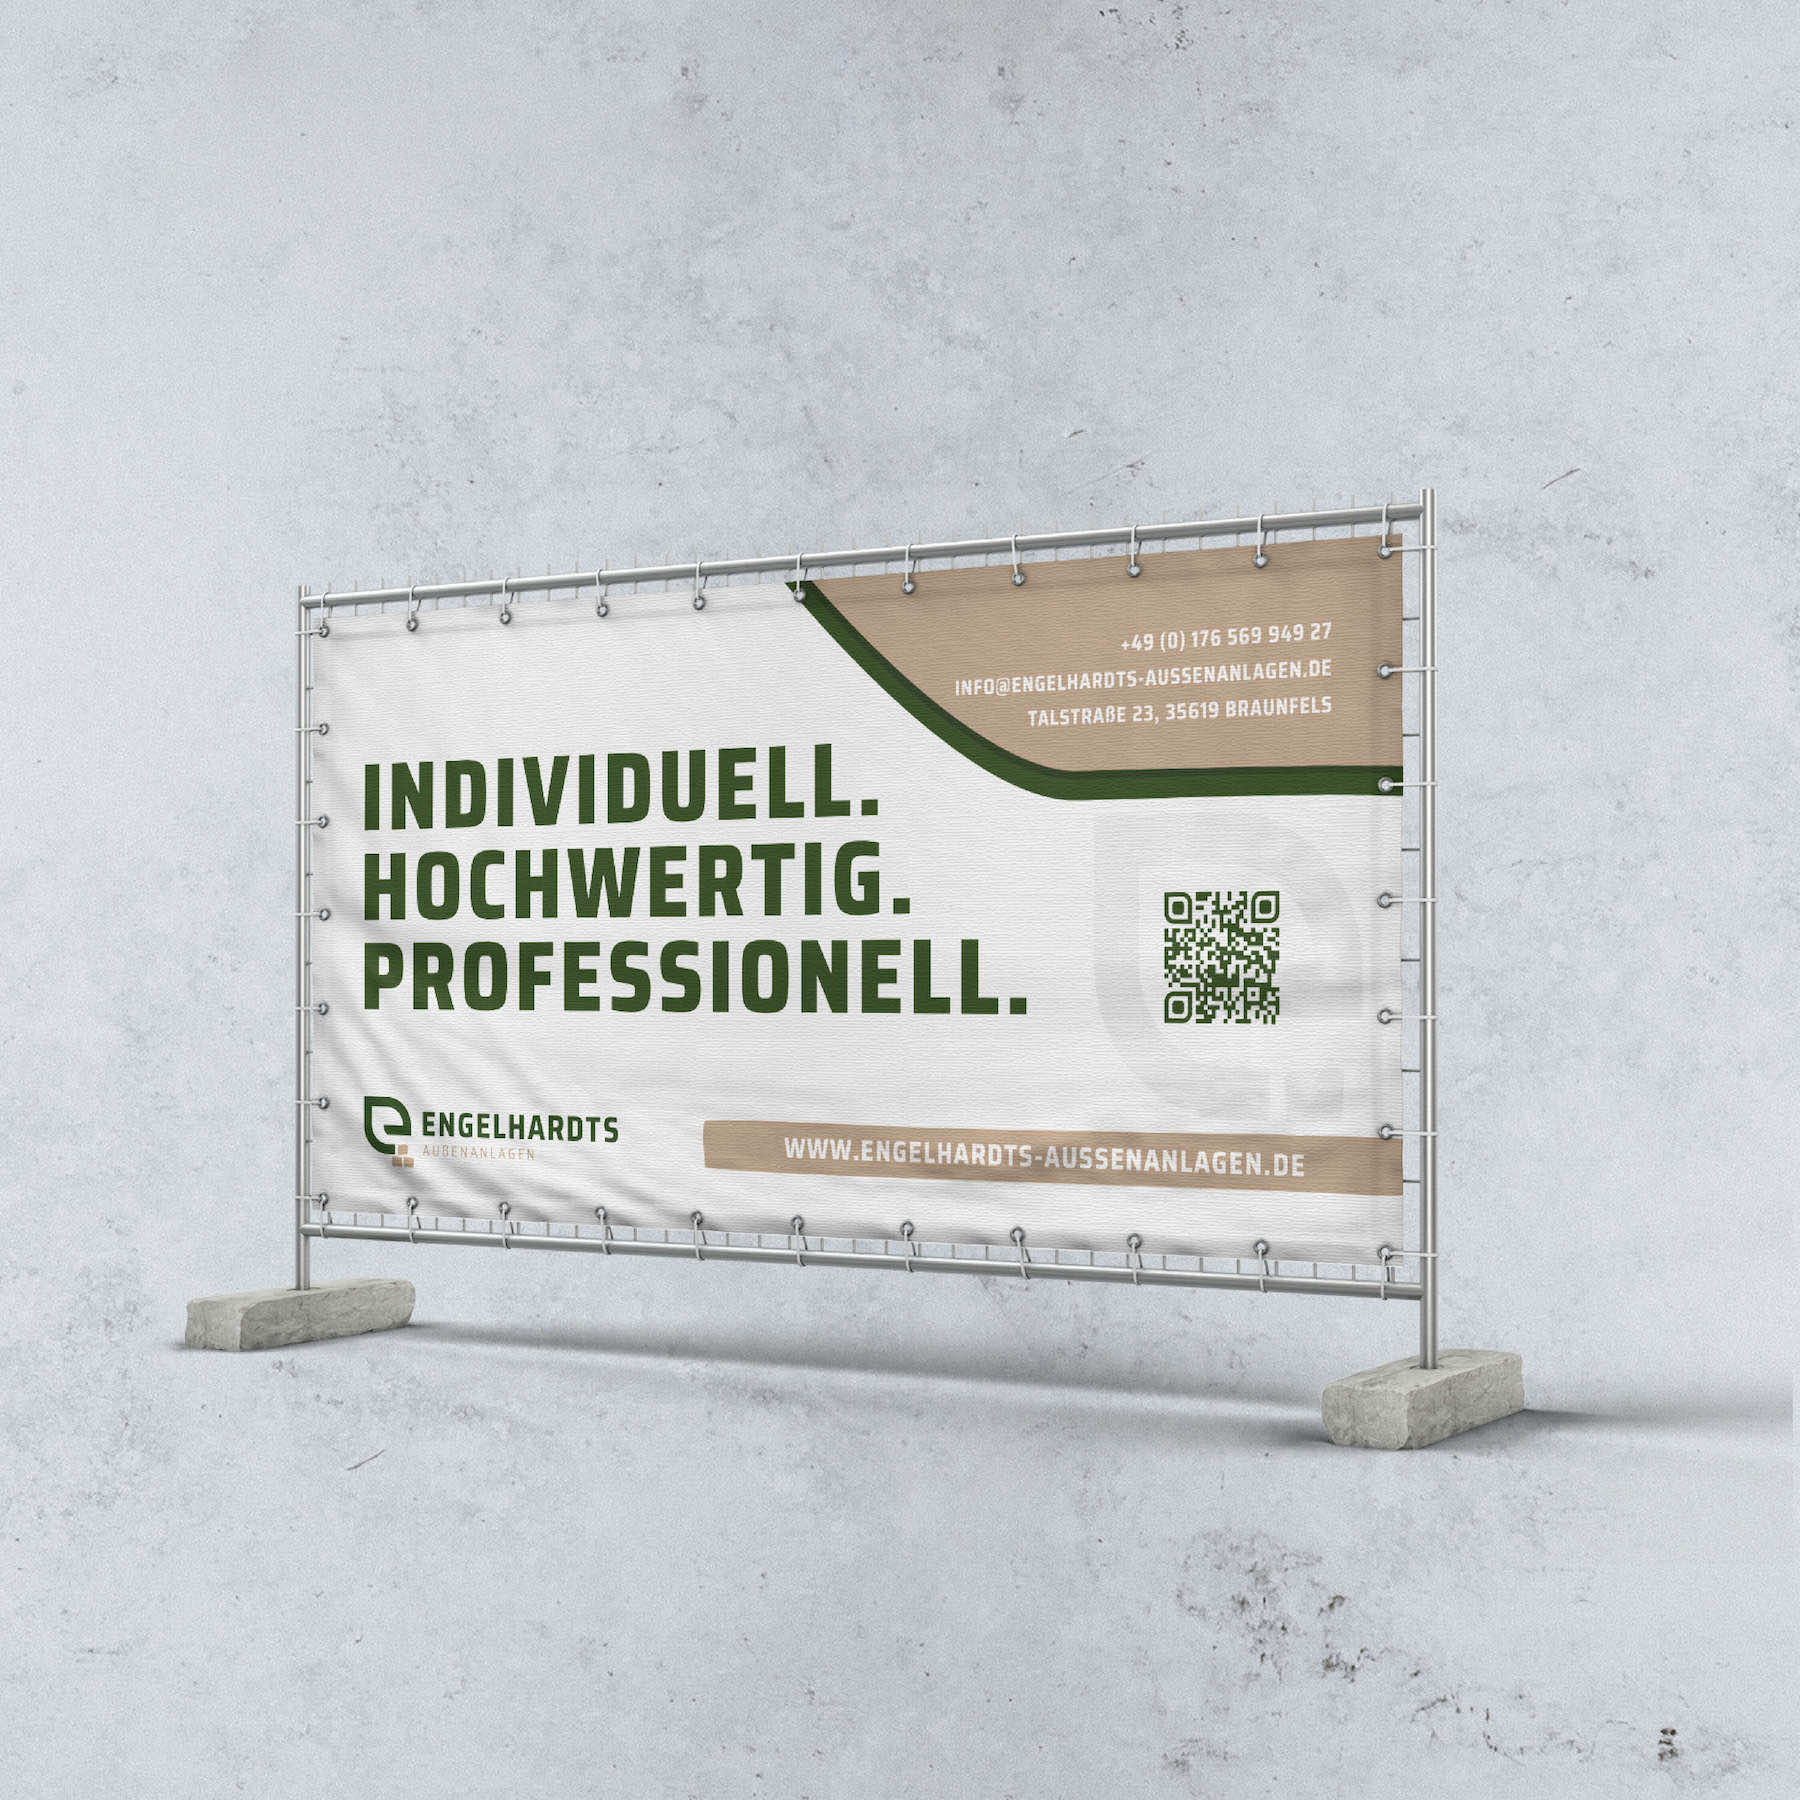 +49 (0) 176 569 949 27
INFO@ENGELHARDTS-AUSSENANLAGEN.DE
TALSTRAßE 23, 35619 BRAUNFELS
INDIVIDUELL.
HOCHWERTIG.
PROFESSIONELL.
ENGELHARDTS
AUßENANLAGEN
WWW.ENGELHARDTS-AUSSENANLAGEN.DE